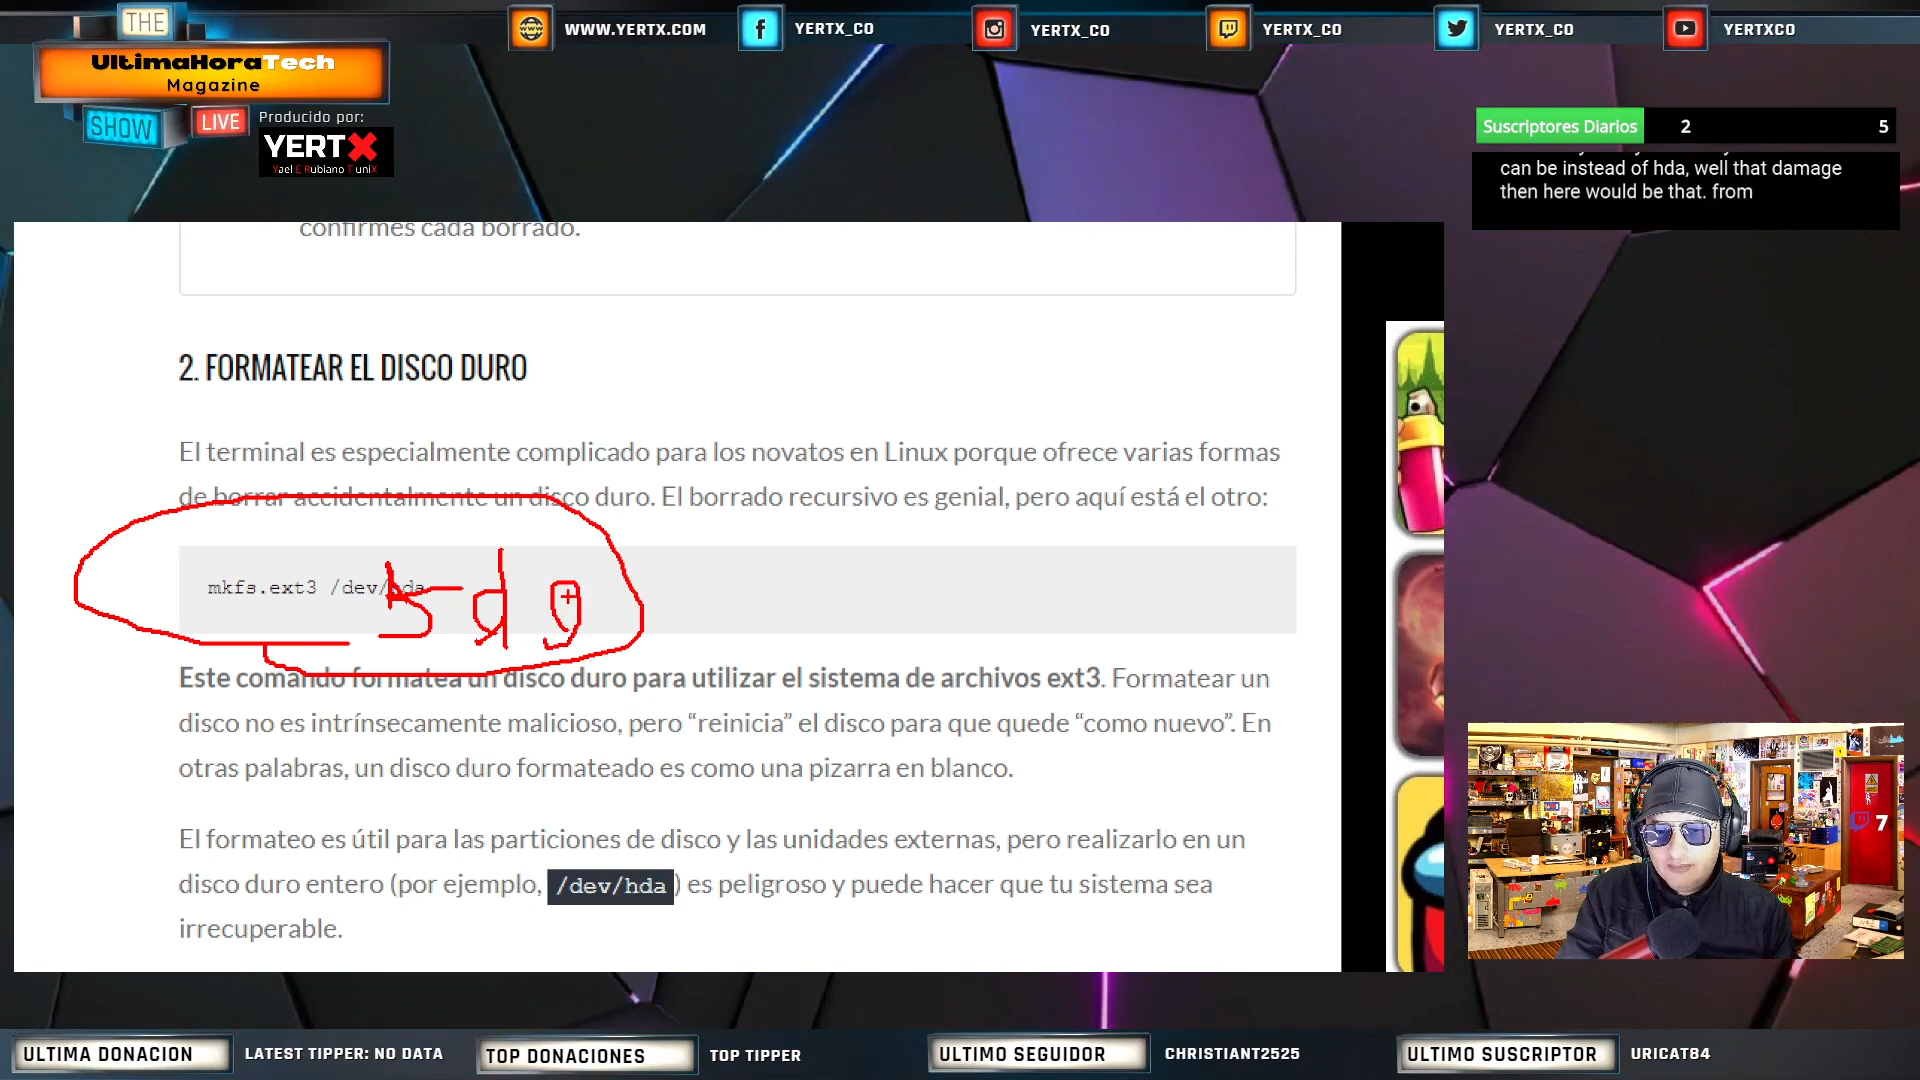 THE
UltimaHoraTech
Magazine
SHOW
LIVE
Producido por:
YERTX
Yael E Rubiano T uniX
WWW.YERTX.COM
YERTX_CO
YERTX_CO
YERTX_CO
YERTX_CO
YERTXCO
Suscriptores Diarios 2 5
can be instead of hda, well that damage
then here would be that. from
confirmes cada borrado.
2. FORMATEAR EL DISCO DURO
El terminal es especialmente complicado para los novatos en Linux porque ofrece varias formas
de borrar accidentalmente un disco duro. El borrado recursivo es genial, pero aquí está el otro:
mkfs.ext3 /dev/hda
Este comando formatea un disco duro para utilizar el sistema de archivos ext3. Formatear un
disco no es intrínsecamente malicioso, pero “reinicia” el disco para que quede “como nuevo”. En
otras palabras, un disco duro formateado es como una pizarra en blanco.
El formateo es útil para las particiones de disco y las unidades externas, pero realizarlo en un
disco duro entero (por ejemplo, /dev/hda) es peligroso y puede hacer que tu sistema sea
irrecuperable.
7
ULTIMA DONACION
LATEST TIPPER: NO DATA
TOP DONACIONES
TOP TIPPER
ULTIMO SEGUIDOR
CHRISTIANT2525
ULTIMO SUSCRIPTOR
URICAT84